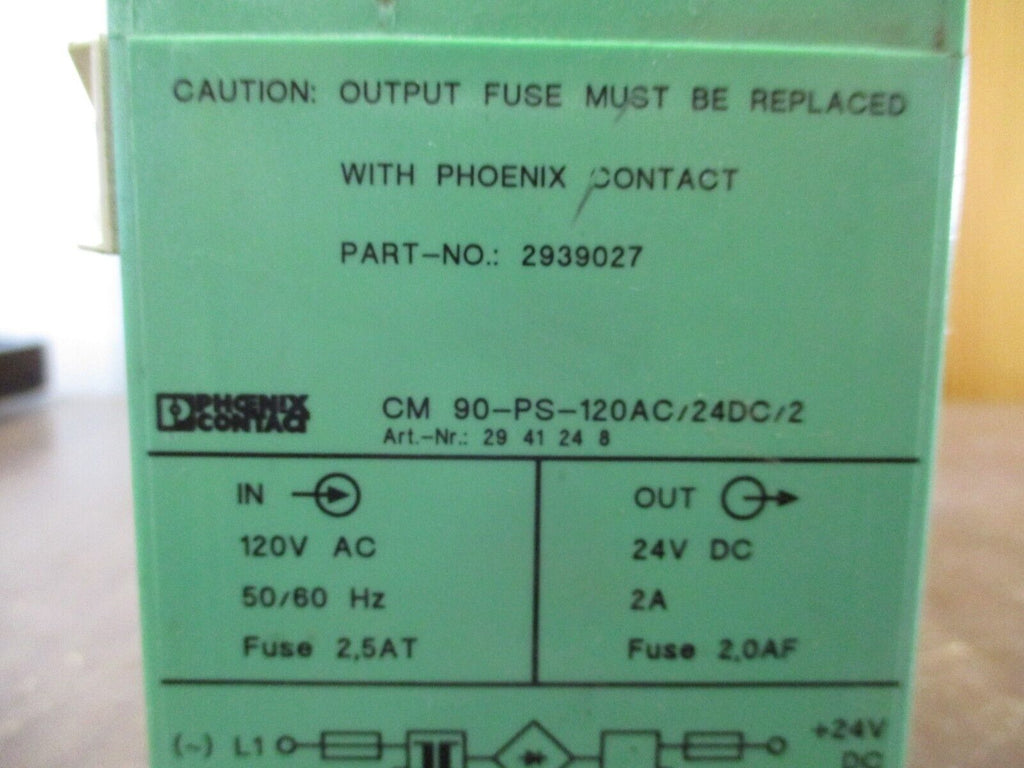 CAUTION: OUTPUT FUSE MUST BE REPLACED
WITH PHOENIX CONTACT
PART-NO.: 2939027
PHŒNIX
CONTACT
CM 90-PS-120AC/24DC/2
Art.-Nr.: 29 41 24 8
IN
120V AC
50/60 Hz
Fuse 2,5AT
OUT
24V DC
2A
Fuse 2,0AF
(~) L1
+24V
DC